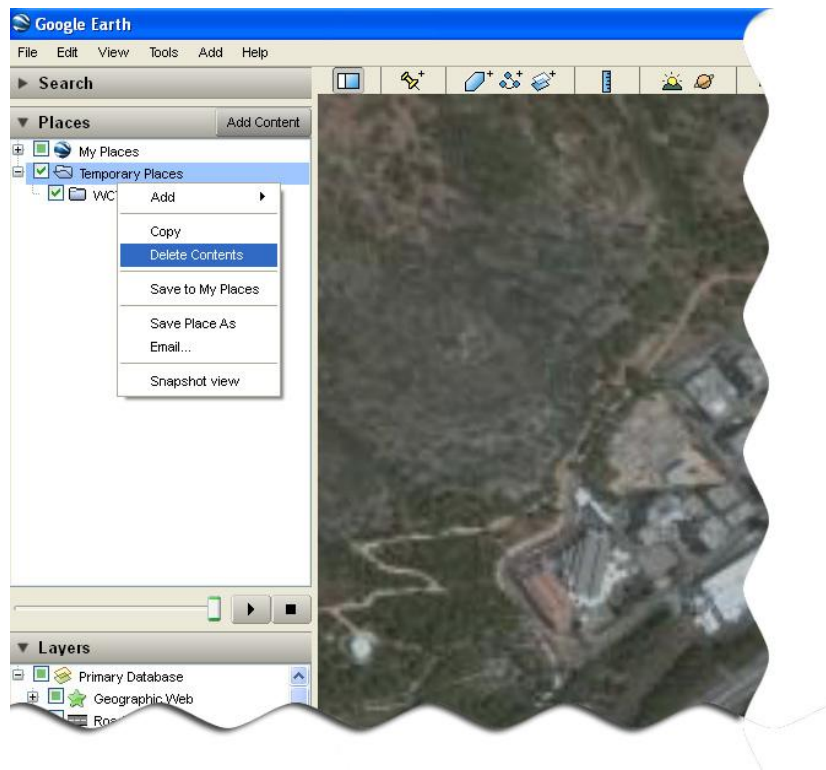 Google Earth
File Edit View Tools Add Help
Search
Places Add Content
My Places
Temporary Places
Add
Copy
Delete Contents
Save to My Places
Save Place As
Email...
Snapshot view
Layers
Primary Database
Geographic Web